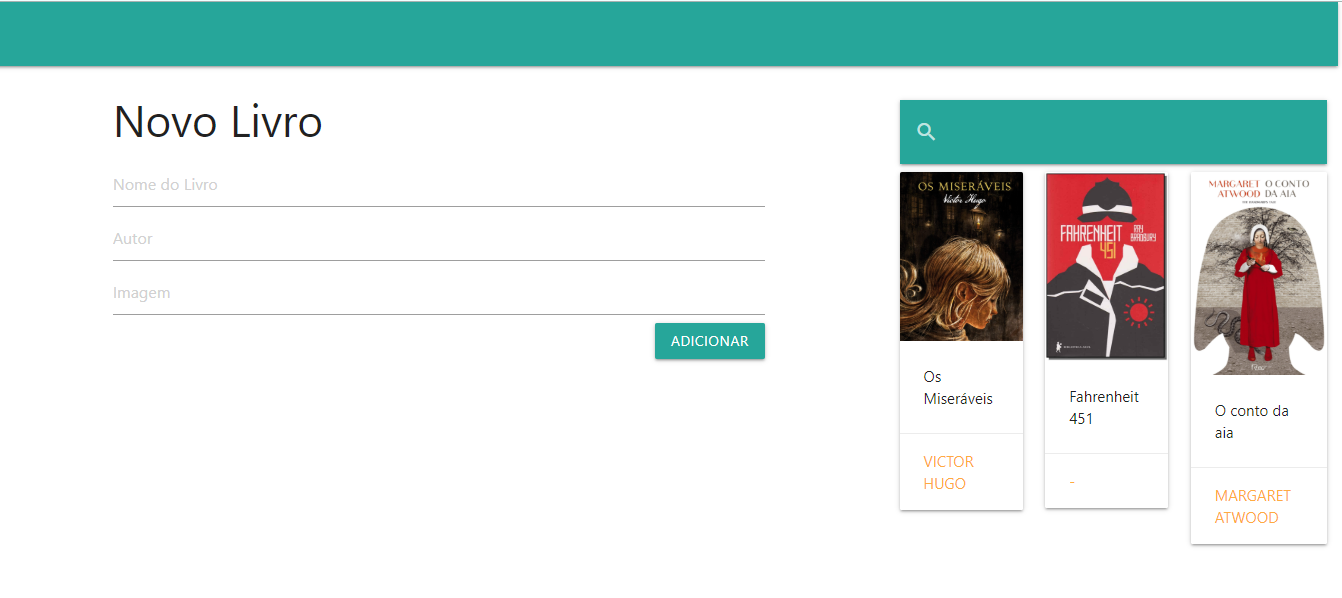 Novo Livro
Nome do Livro
Autor
Imagem
ADICIONAR
OS MISERÁVEIS
Victor Hugo
Os
Miseráveis
VICTOR
HUGO
FAHRENHEIT
451
RAY
BRADBURY
Fahrenheit
451
-
MARGARET
ATWOOD
O CONTO
DA AIA
O conto da
aia
MARGARET
ATWOOD